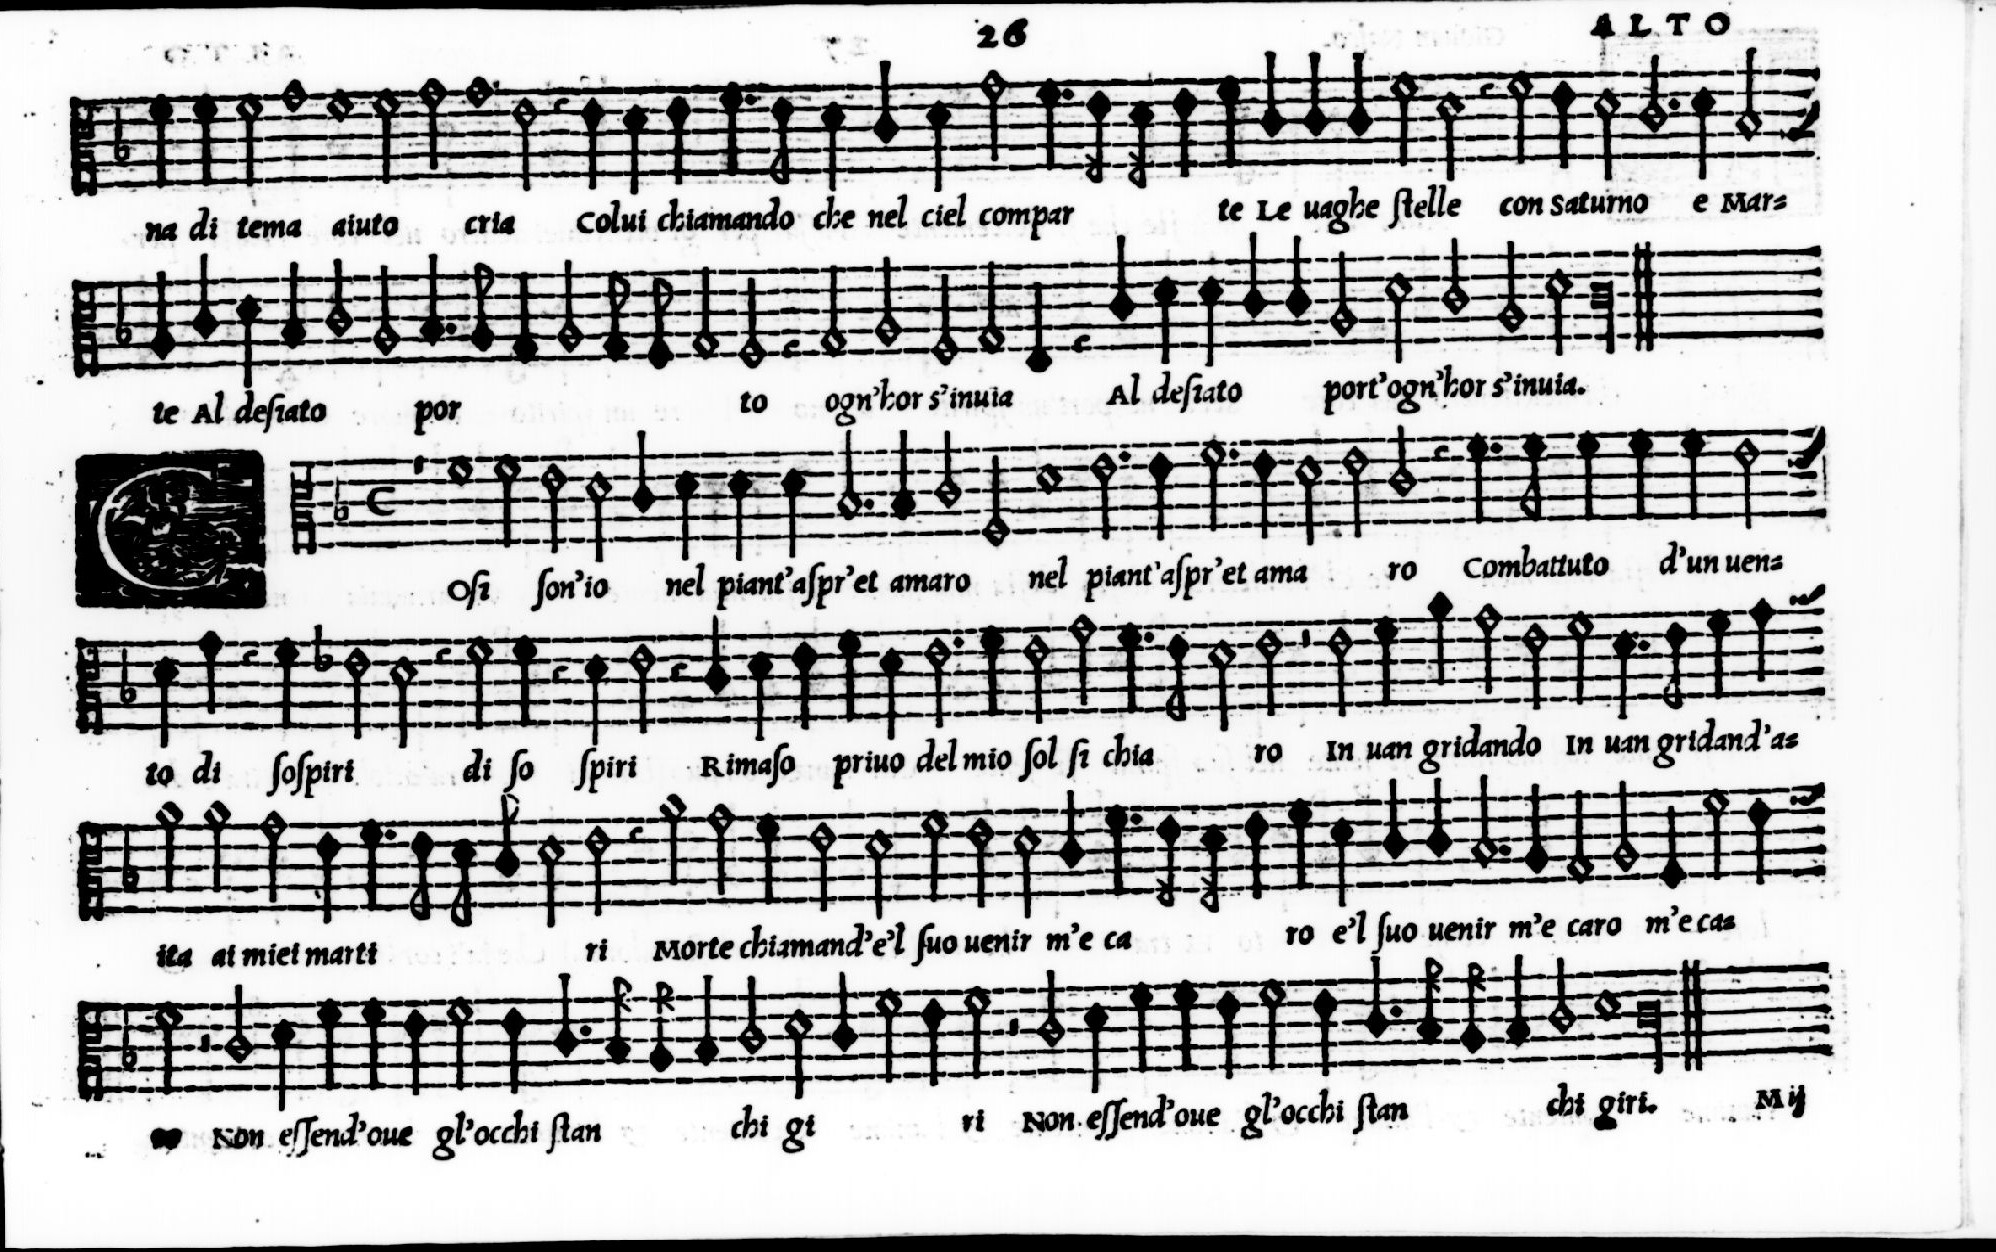 26 ALTO
na di tema aiuto cria Colui chiamando che nel ciel compar te Le uaghe ſtelle con saturno e Mar=
te Al deſiato por to ogn'hor s'inuia Al deſiato port'ogn'hor s'inuia.
C Oſi ſon'io nel piant'aſpr'et amaro nel piant'aſpr'et ama ro Combattuto d'un uen=
to di ſoſpiri di ſo ſpiri Rimaſo priuo del mio ſol ſi chia ro In uan gridando In uan gridand'a=
ita ai miei marti ri Morte chiamand'e'l ſuo uenir m'e ca ro e'l ſuo uenir m'e caro m'e ca=
Non eſſend'oue gl'occhi ſtan chi gi ri Non eſſend'oue gl'occhi ſtan chi giri. M ij